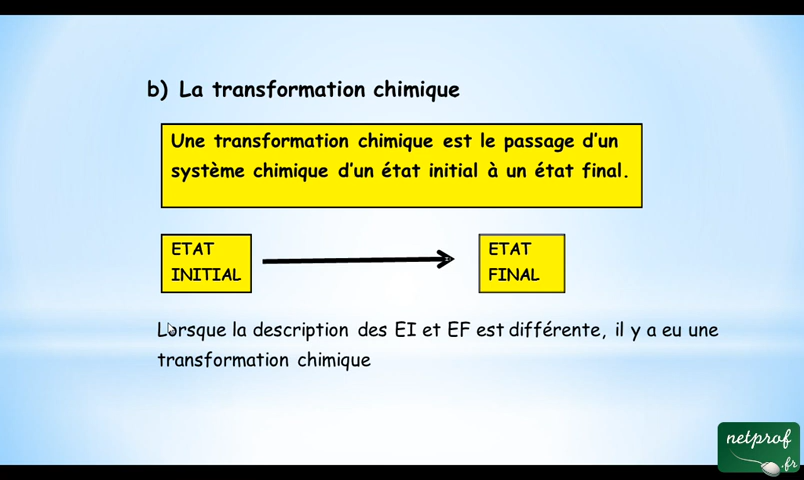 b) La transformation chimique
Une transformation chimique est le passage d'un
système chimique d'un état initial à un état final.
ETAT
INITIAL
ETAT
FINAL
Lorsque la description des EI et EF est différente, il y a eu une
transformation chimique
netprof
.fr